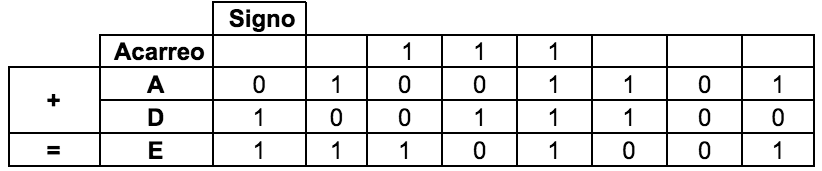 Signo
Acarreo 1 1 1
+ A 0 1 0 0 1 1 0 1
D 1 0 0 1 1 1 0 0
= E 1 1 1 0 1 0 0 1